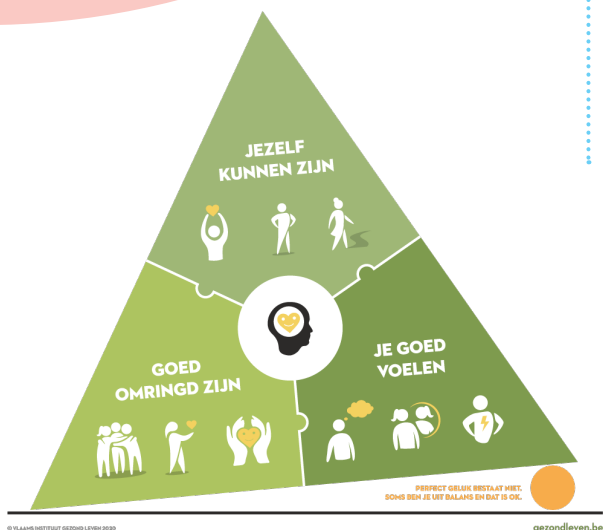 JEZELF
KUNNEN ZIJN
GOED
OMRINGD ZIJN
JE GOED
VOELEN
PERFECT GELUK BESTAAT NIET.
SOMS BEN JE UIT BALANS EN DAT IS OK.
© VLAAMS INSTITUUT GEZOND LEVEN 2025
gezondleven.be